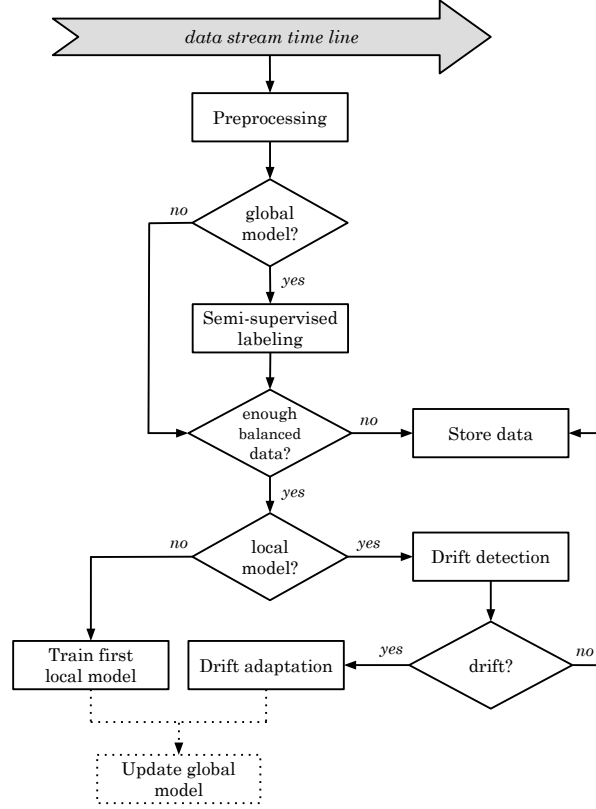 data stream time line
Preprocessing
no
global
model?
yes
Semi-supervised
labeling
enough
balanced
data?
no
Store data
yes
no
local
model?
yes
Drift detection
Train first
local model
Drift adaptation
yes
drift?
no
Update global
model